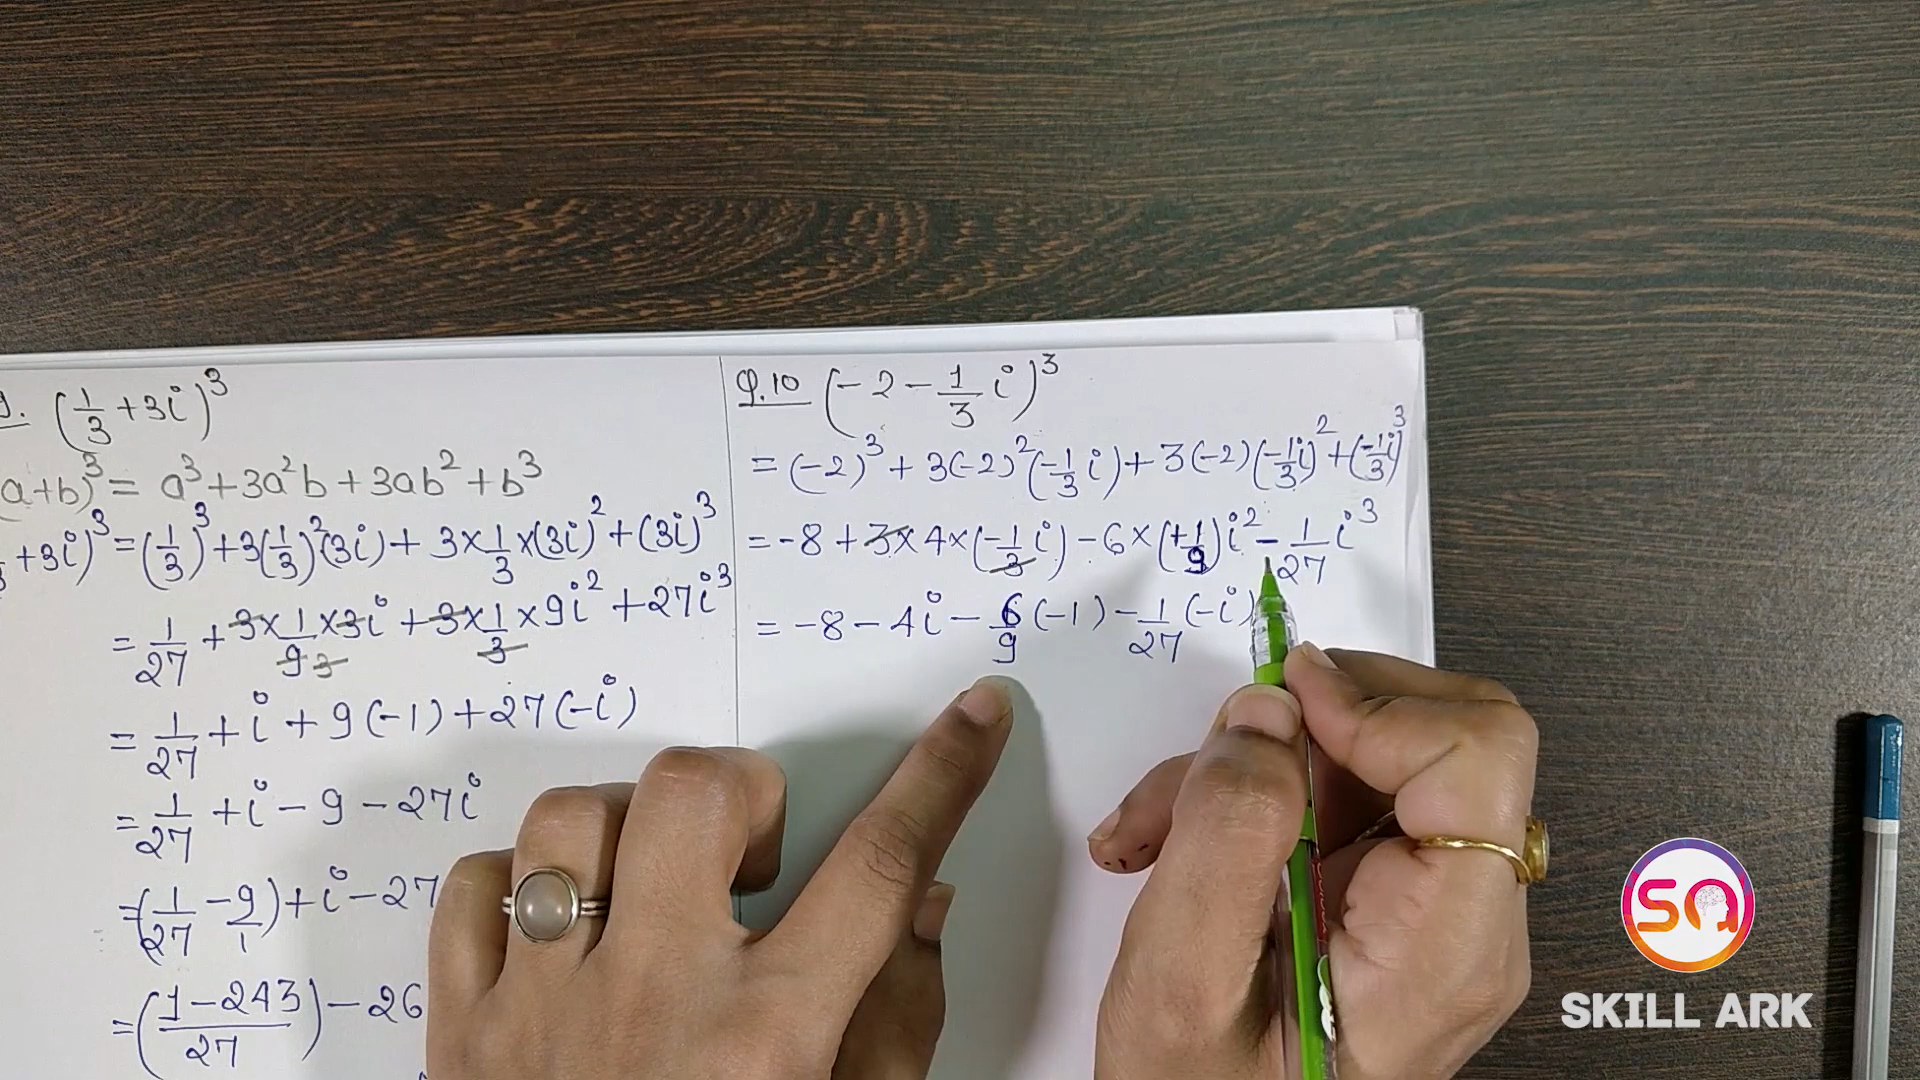 9. (1/3 + 3i)³
(a+b)³ = a³ + 3a²b + 3ab² + b³
+3i)³ = (1/3)³ + 3(1/3)²(3i) + 3×1/3×(3i)² + (3i)³
= 1/27 + 3×1/9×3i + 3×1/3×9i² + 27i³
= 1/27 + i + 9(-1) + 27(-i)
= 1/27 + i - 9 - 27i
= (1/27 - 9/1) + i - 27
= (1-243/27) - 26
Q.10 (-2 - 1/3 i)³
= (-2)³ + 3(-2)²(-1/3 i) + 3(-2)(-1/3 i)² + (-1/3 i)³
= -8 + 3×4×(-1/3 i) - 6×(+1/9)i² - 1/27 i³
= -8 - 4i - 6/9 (-1) - 1/27 (-i)
SA
SKILL ARK